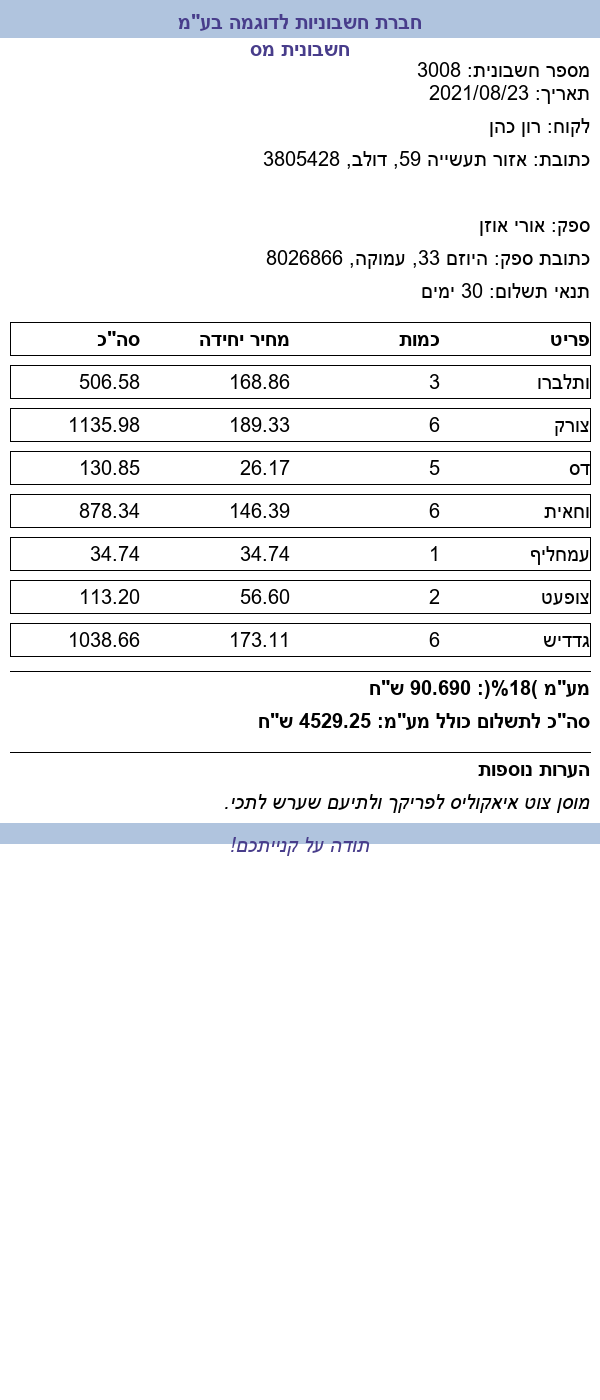 חברת חשבוניות לדוגמה בע"מ
חשבונית מס
מספר חשבונית: 3008
תאריך: 2021/08/23
לקוח: רון כהן
כתובת: אזור תעשייה 59, דולב, 3805428
ספק: אורי אוזן
כתובת ספק: היוזם 33, עמוקה, 8026866
תנאי תשלום: 30 ימים
פריט כמות מחיר יחידה סה"כ
ותלברו 3 168.86 506.58
צורק 6 189.33 1135.98
דס 5 26.17 130.85
וחאית 6 146.39 878.34
עמחליף 1 34.74 34.74
צופעט 2 56.60 113.20
גדדיש 6 173.11 1038.66
מע"מ )18%(: 690.90 ש"ח
סה"כ לתשלום כולל מע"מ: 4529.25 ש"ח
הערות נוספות
מוסן צוט איאקוליס לפריקך ולתיעם שערש לתכי.
תודה על קנייתכם!